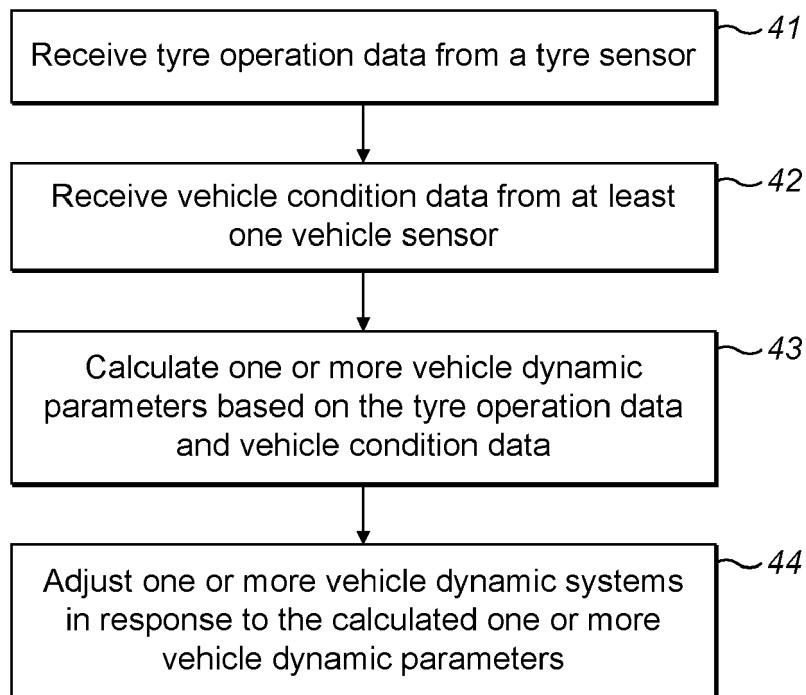 Receive tyre operation data from a tyre sensor
41
Receive vehicle condition data from at least
one vehicle sensor
42
Calculate one or more vehicle dynamic
parameters based on the tyre operation data
and vehicle condition data
43
Adjust one or more vehicle dynamic systems
in response to the calculated one or more
vehicle dynamic parameters
44